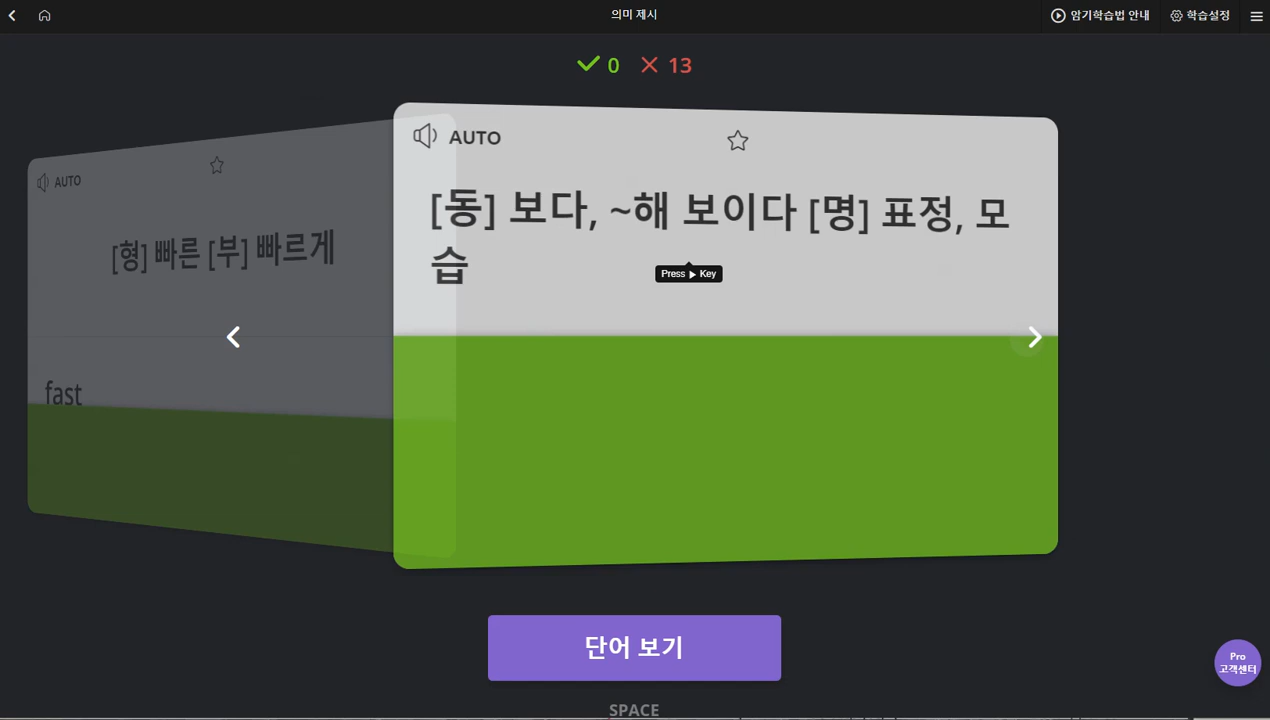 의미 제시
암기학습법 안내
학습설정
0
13
AUTO
[형] 빠른 [부] 빠르게
fast
AUTO
[동] 보다, ~해 보이다 [명] 표정, 모
습
Press ▶ Key
단어 보기
SPACE
Pro
고객센터